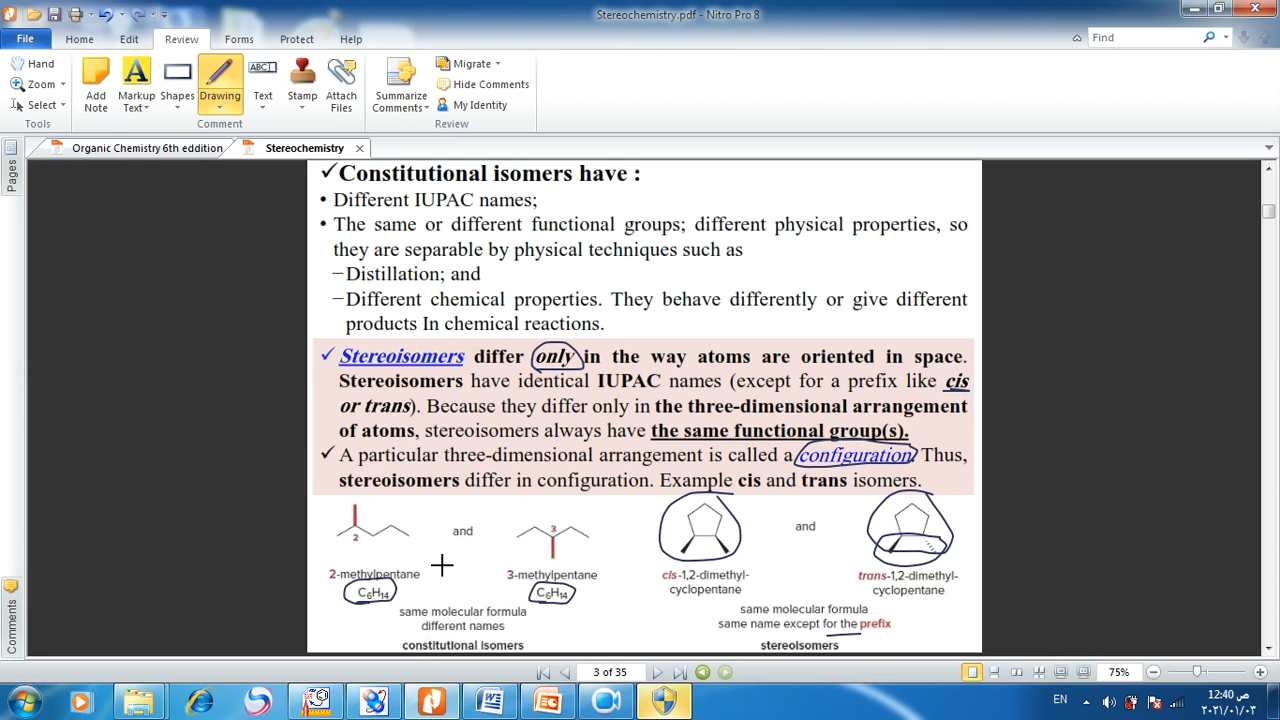 Stereochemistry.pdf - Nitro Pro 8
File Home Edit Review Forms Protect Help Find
Hand
Zoom
Select
Tools
Add Note
Markup Text
Shapes
Drawing
Text
Stamp
Attach Files
Comment
Summarize Comments
Migrate
Hide Comments
My Identity
Review
Organic Chemistry 6th eddition Stereochemistry
Pages
Comments
✓Constitutional isomers have :
• Different IUPAC names;
• The same or different functional groups; different physical properties, so
they are separable by physical techniques such as
−Distillation; and
−Different chemical properties. They behave differently or give different
products In chemical reactions.
✓ Stereoisomers differ only in the way atoms are oriented in space.
Stereoisomers have identical IUPAC names (except for a prefix like cis
or trans). Because they differ only in the three-dimensional arrangement
of atoms, stereoisomers always have the same functional group(s).
✓ A particular three-dimensional arrangement is called a configuration. Thus,
stereoisomers differ in configuration. Example cis and trans isomers.
2 and 3 and
2-methylpentane 3-methylpentane cis-1,2-dimethyl- trans-1,2-dimethyl-
cyclopentane cyclopentane
C6H14 C6H14
same molecular formula same molecular formula
different names same name except for the prefix
constitutional isomers stereoisomers
3 of 35 75%
EN ص 12:40
٢٠٢١/٠١/٠٣